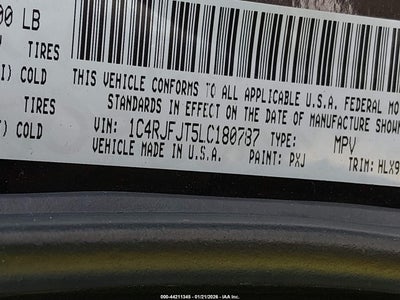 00 LB
TIRES
I) COLD
THIS VEHICLE CONFORMS TO ALL APPLICABLE U.S.A. FEDERAL MO
TIRES
STANDARDS IN EFFECT ON THE DATE OF MANUFACTURE SHOWN
) COLD
VIN: 1C4RJFJT5LC180787 TYPE: MPV
VEHICLE MADE IN U.S.A. PAINT: PXJ TRIM: HLX9
000-44211345 - 01/21/2026 - IAA Inc.